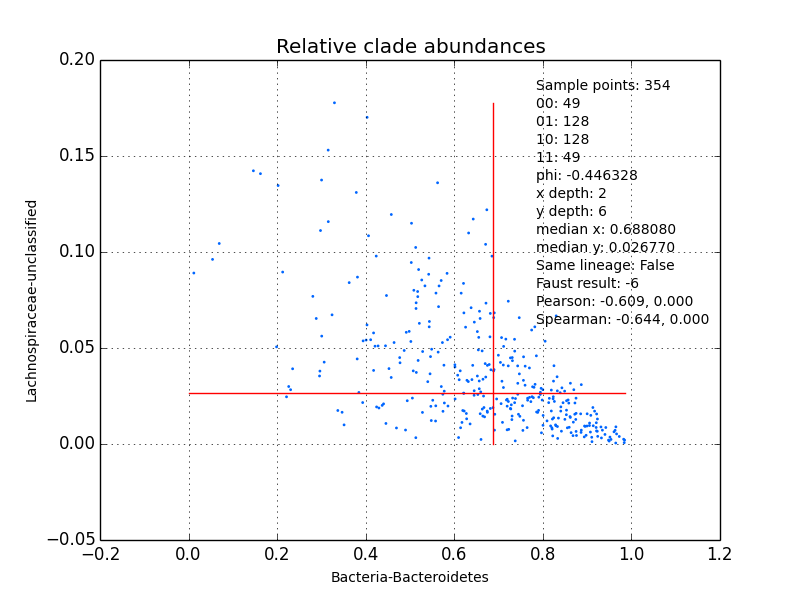 Relative clade abundances
0.20
0.15
0.10
0.05
0.00
−0.05
Lachnospiraceae-unclassified
Sample points: 354
00: 49
01: 128
10: 128
11: 49
phi: -0.446328
x depth: 2
y depth: 6
median x: 0.688080
median y: 0.026770
Same lineage: False
Faust result: -6
Pearson: -0.609, 0.000
Spearman: -0.644, 0.000
−0.2 0.0 0.2 0.4 0.6 0.8 1.0 1.2
Bacteria-Bacteroidetes